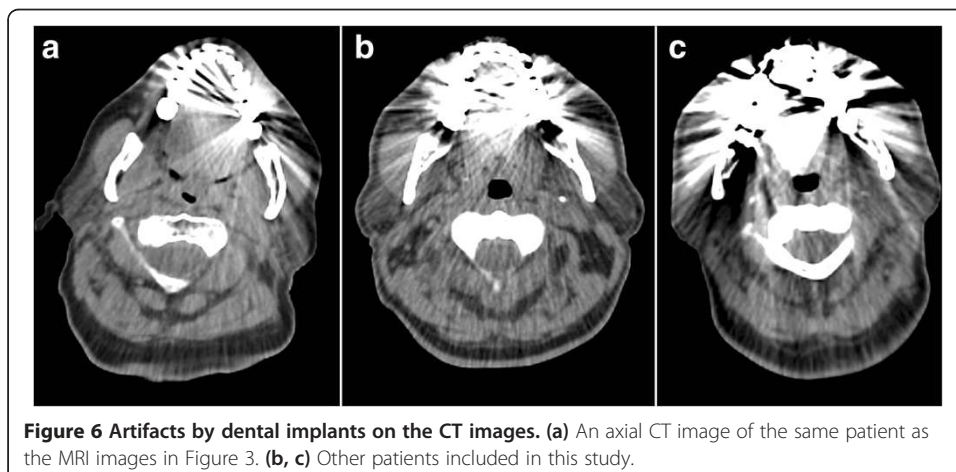 a b c
Figure 6 Artifacts by dental implants on the CT images. (a) An axial CT image of the same patient as
the MRI images in Figure 3. (b, c) Other patients included in this study.